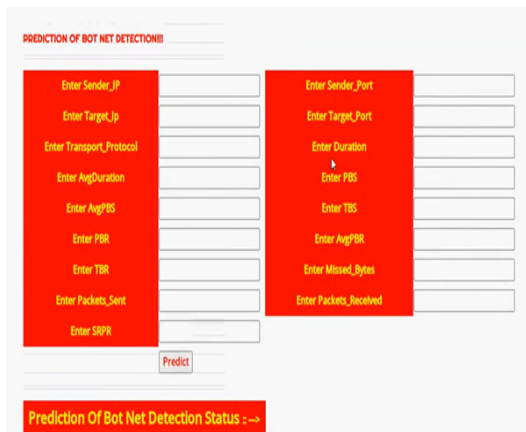 PREDICTION OF BOT NET DETECTION!!!
Enter Sender_IP Enter Sender_Port
Enter Target_Ip Enter Target_Port
Enter Transport_Protocol Enter Duration
Enter AvgDuration Enter PBS
Enter AvgPBS Enter TBS
Enter PBR Enter AvgPBR
Enter TBR Enter Missed_Bytes
Enter Packets_Sent Enter Packets_Received
Enter SRPR
Predict
Prediction Of Bot Net Detection Status :: -->